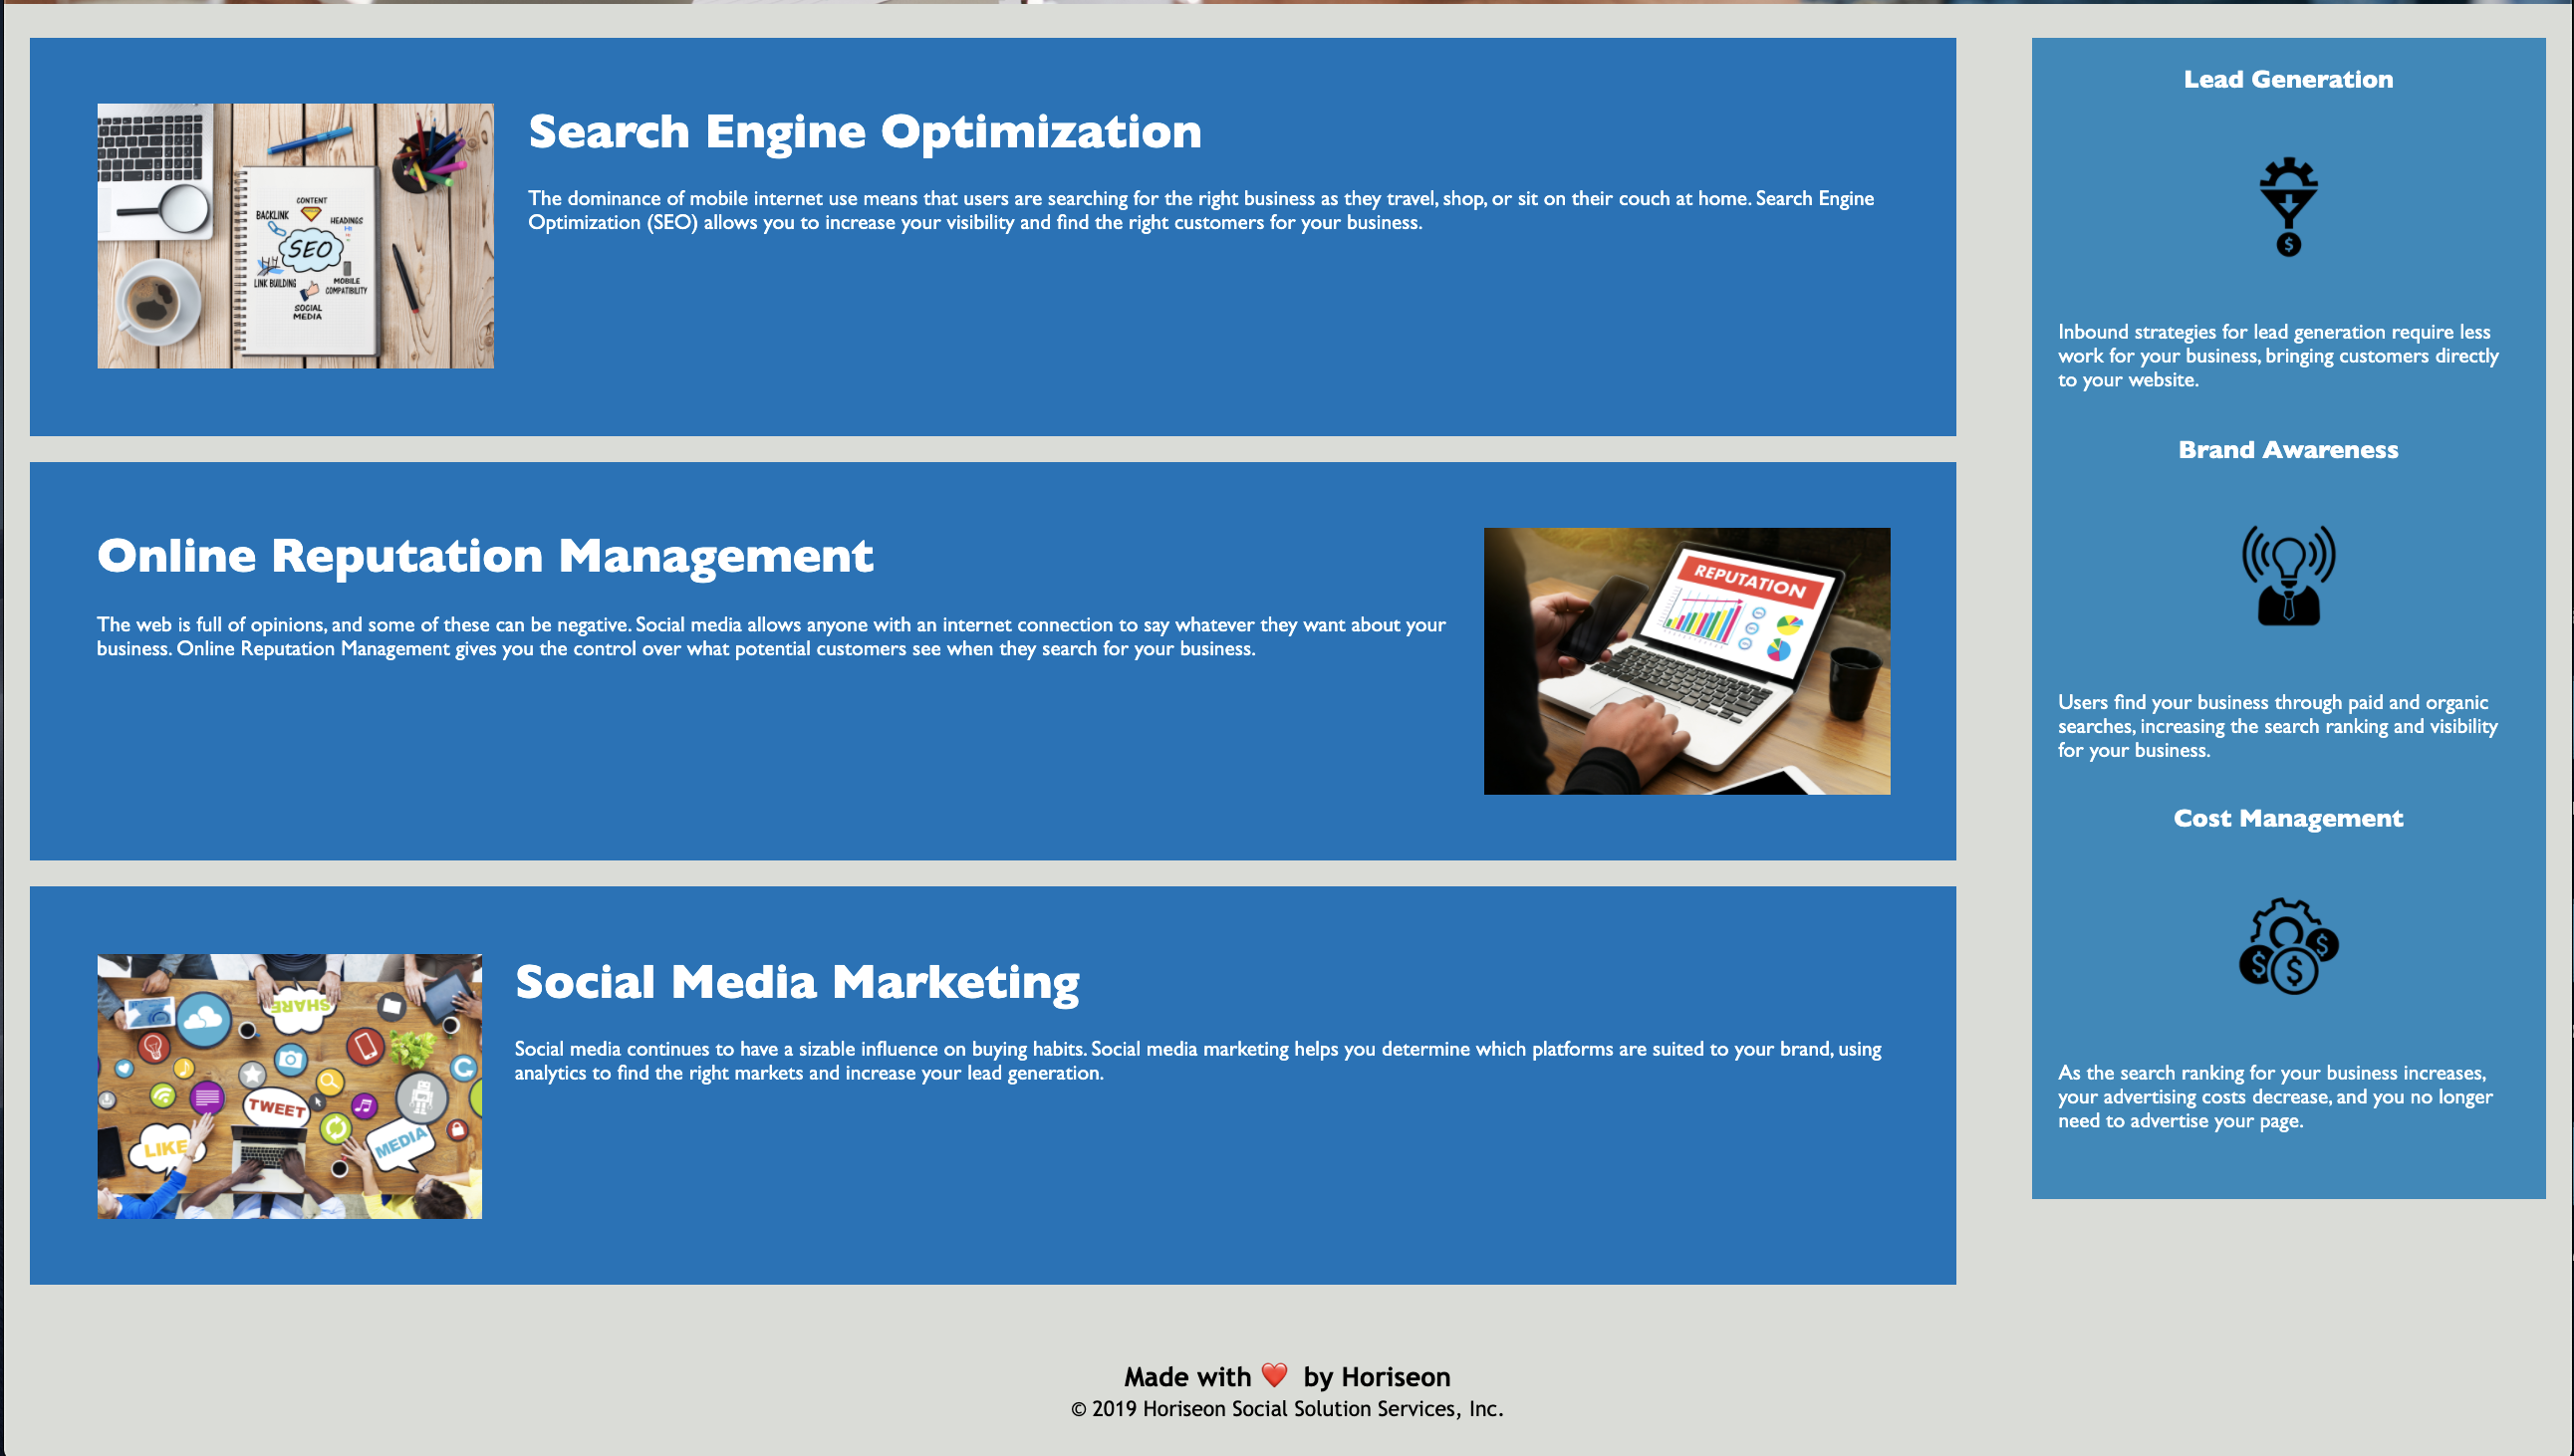 Search Engine Optimization
The dominance of mobile internet use means that users are searching for the right business as they travel, shop, or sit on their couch at home. Search Engine
Optimization (SEO) allows you to increase your visibility and find the right customers for your business.
CONTENT
BACKLINK
HEADINGS
SEO
LINK BUILDING
MOBILE
COMPATIBILITY
SOCIAL
MEDIA
Online Reputation Management
The web is full of opinions, and some of these can be negative. Social media allows anyone with an internet connection to say whatever they want about your
business. Online Reputation Management gives you the control over what potential customers see when they search for your business.
REPUTATION
Social Media Marketing
Social media continues to have a sizable influence on buying habits. Social media marketing helps you determine which platforms are suited to your brand, using
analytics to find the right markets and increase your lead generation.
SHARE
TWEET
LIKE
MEDIA
Lead Generation
$
Inbound strategies for lead generation require less
work for your business, bringing customers directly
to your website.
Brand Awareness
Users find your business through paid and organic
searches, increasing the search ranking and visibility
for your business.
Cost Management
$ $ $
As the search ranking for your business increases,
your advertising costs decrease, and you no longer
need to advertise your page.
Made with ❤️ by Horiseon
© 2019 Horiseon Social Solution Services, Inc.